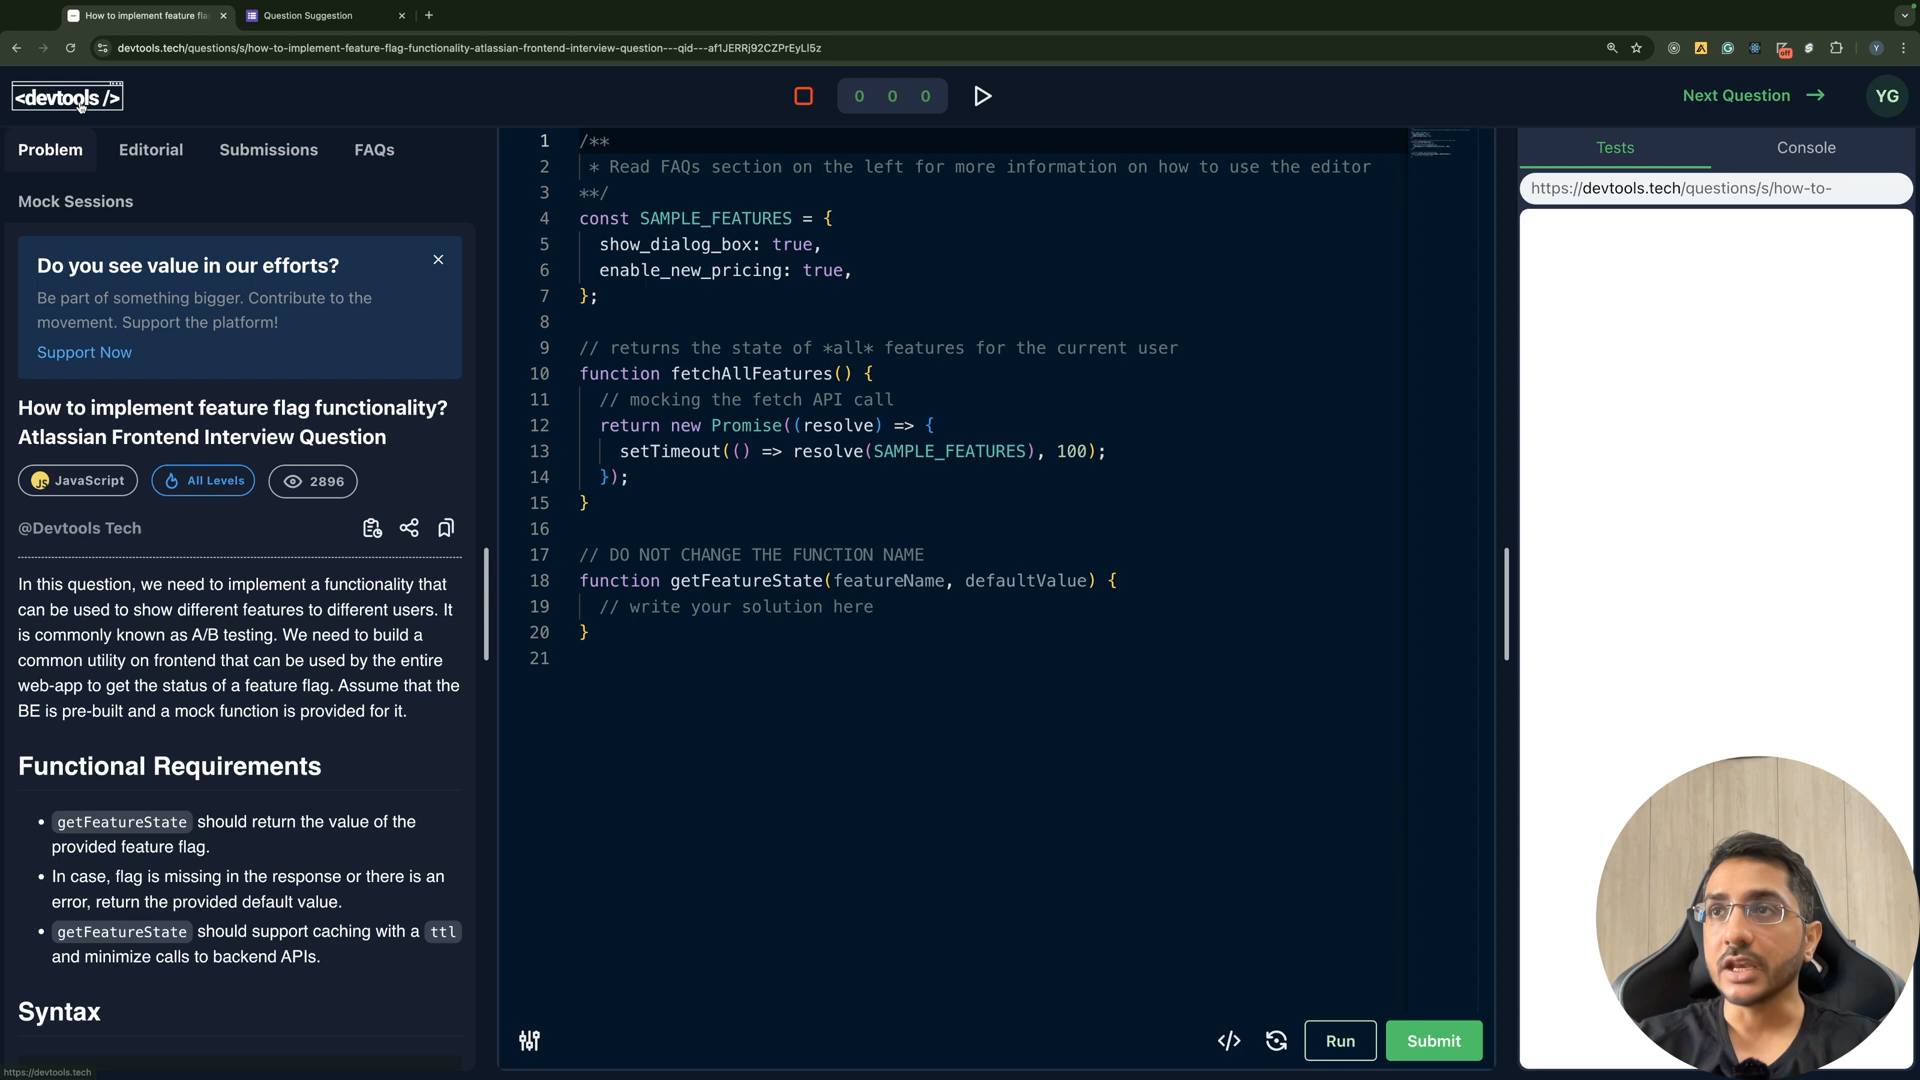 How to implement feature fla
Question Suggestion
devtools.tech/questions/s/how-to-implement-feature-flag-functionality-atlassian-frontend-interview-question---qid---af1JERRj92CZPrEyLI5z
off
Y
<devtools />
0 0 0
Next Question
YG
Problem
Editorial
Submissions
FAQs
Mock Sessions
Do you see value in our efforts?
Be part of something bigger. Contribute to the
movement. Support the platform!
Support Now
How to implement feature flag functionality?
Atlassian Frontend Interview Question
JS JavaScript
All Levels
2896
@Devtools Tech
In this question, we need to implement a functionality that
can be used to show different features to different users. It
is commonly known as A/B testing. We need to build a
common utility on frontend that can be used by the entire
web-app to get the status of a feature flag. Assume that the
BE is pre-built and a mock function is provided for it.
Functional Requirements
• getFeatureState should return the value of the
provided feature flag.
• In case, flag is missing in the response or there is an
error, return the provided default value.
• getFeatureState should support caching with a ttl
and minimize calls to backend APIs.
Syntax
1 /**
2 * Read FAQs section on the left for more information on how to use the editor
3 **/
4 const SAMPLE_FEATURES = {
5 show_dialog_box: true,
6 enable_new_pricing: true,
7 };
8
9 // returns the state of *all* features for the current user
10 function fetchAllFeatures() {
11 // mocking the fetch API call
12 return new Promise((resolve) => {
13 setTimeout(() => resolve(SAMPLE_FEATURES), 100);
14 });
15 }
16
17 // DO NOT CHANGE THE FUNCTION NAME
18 function getFeatureState(featureName, defaultValue) {
19 // write your solution here
20 }
21
Run
Submit
Tests
Console
https://devtools.tech/questions/s/how-to-
https://devtools.tech